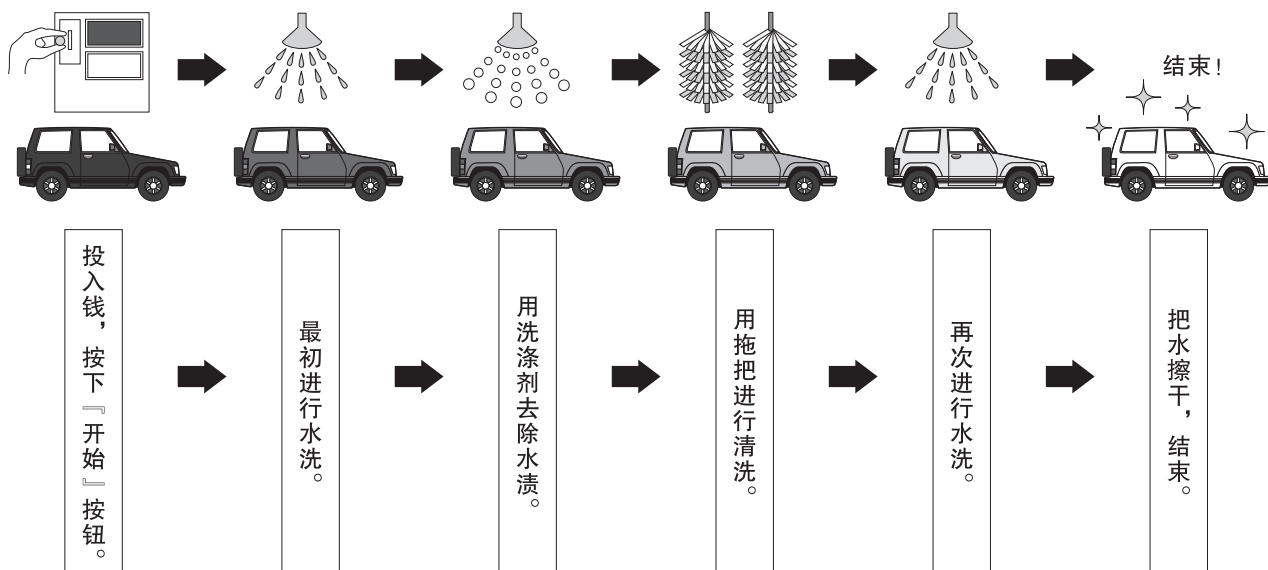 结束！
投入钱，按下『开始』按钮。
最初进行水洗。
用洗涤剂去除水渍。
用拖把进行清洗。
再次进行水洗。
把水擦干，结束。